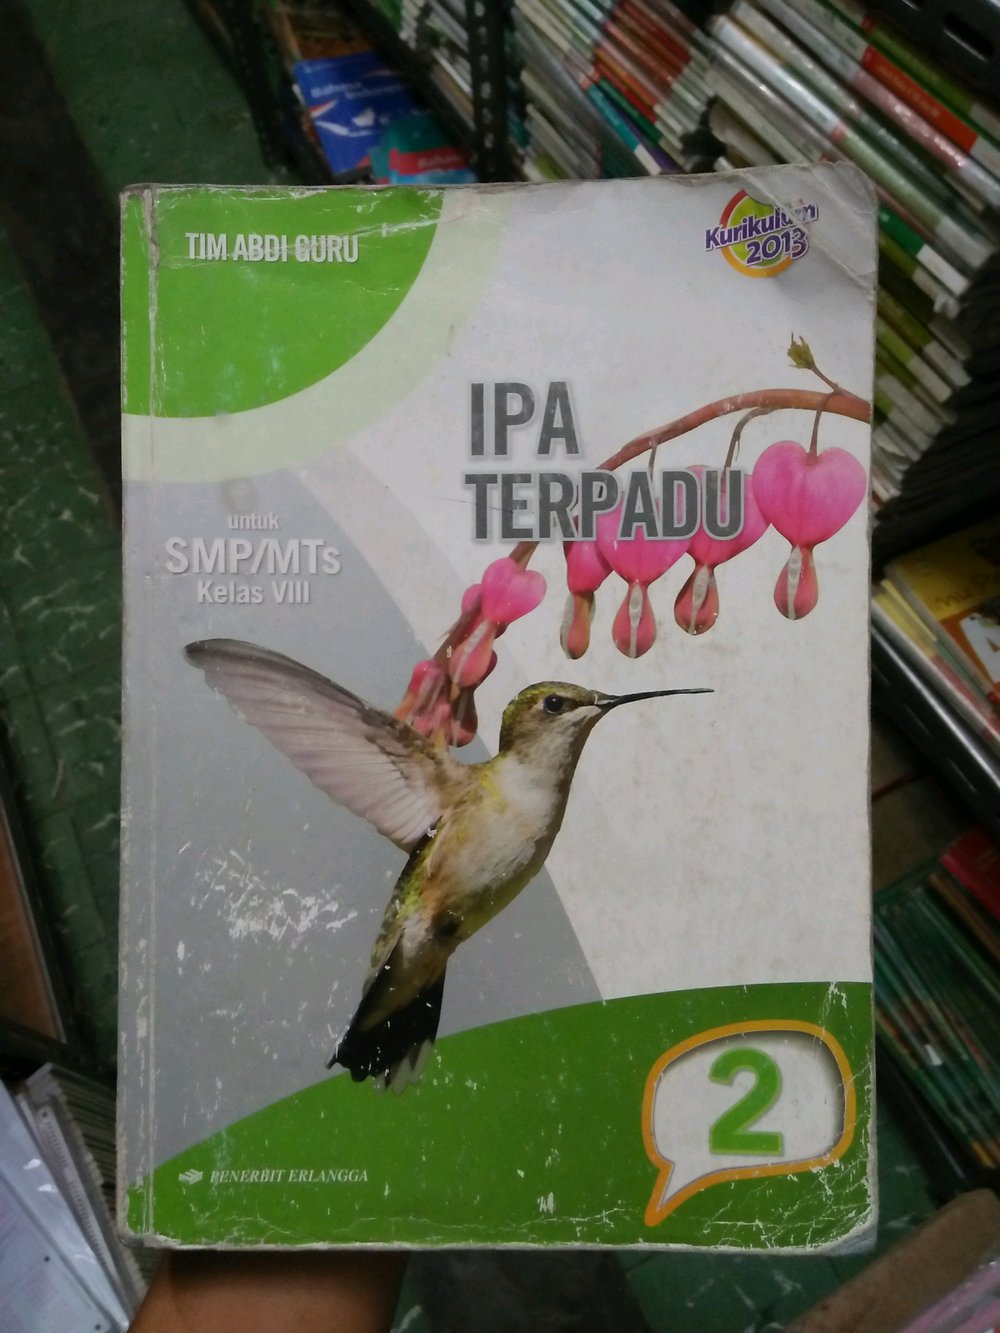 TIM ABDI GURU
Kurikulum
2013
IPA
TERPADU
untuk
SMP/MTs
Kelas VIII
2
PENERBIT ERLANGGA